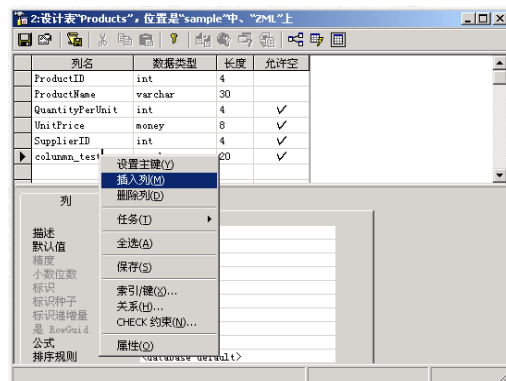 2:设计表“Products”，位置是“sample”中、“ZML”上
列名 数据类型 长度 允许空
ProductID int 4
ProductName varchar 30
QuantityPerUnit int 4
UnitPrice money 8
SupplierID int 4
column_test 20
设置主键(Y)
插入列(M)
删除列(D)
任务(T)
全选(A)
保存(S)
索引/键(X)...
关系(H)...
CHECK 约束(N)...
属性(O)
列
描述
默认值
精度
小数位数
标识
标识种子
标识递增量
是 RowGuid
公式
排序规则 <database default>